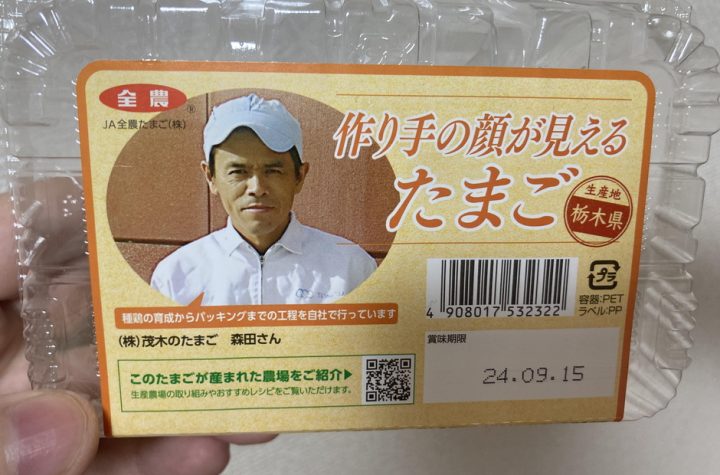 全農
®
JA全農たまご(株)
作り手の顔が見える
たまご
生産地
栃木県
種鶏の育成からパッキングまでの工程を自社で行っています
(株)茂木のたまご 森田さん
このたまごが産まれた農場をご紹介▶
生産農場の取り組みやおすすめレシピをご覧いただけます。
4 908017 532322
プラ
容器:PET
ラベル:PP
賞味期限
24.09.15